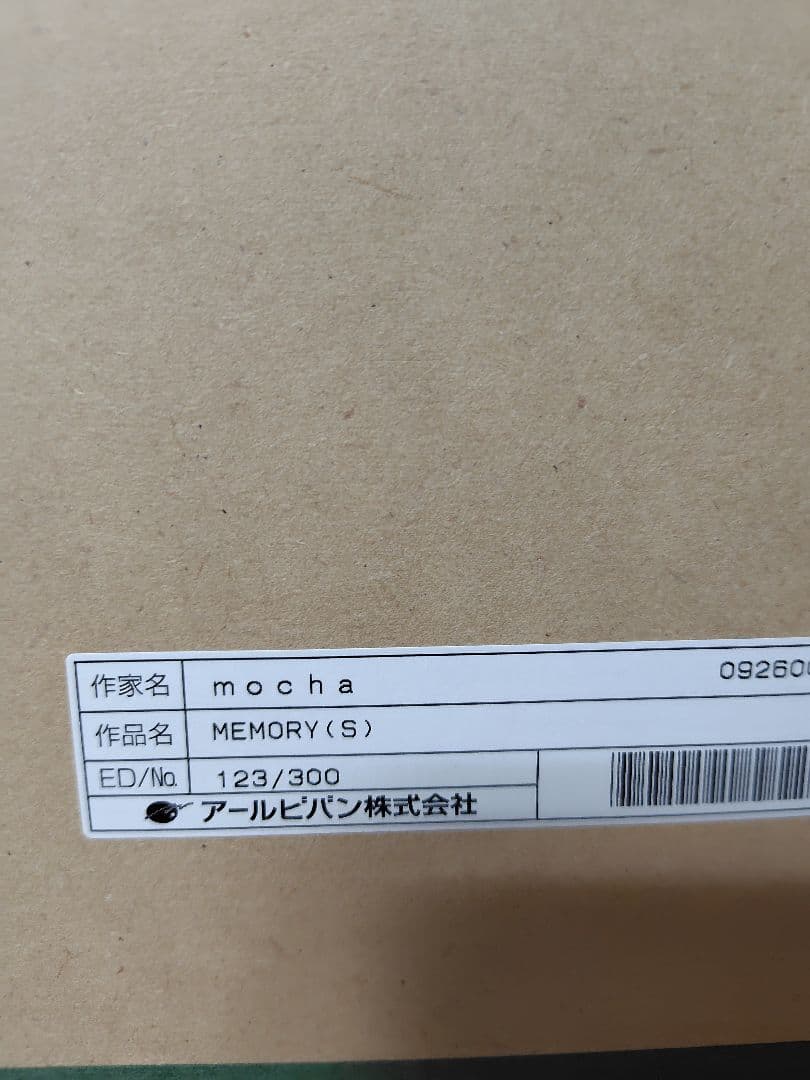 作家名 mocha 092600
作品名 MEMORY(S)
ED/No. 123/300
アールビバン株式会社